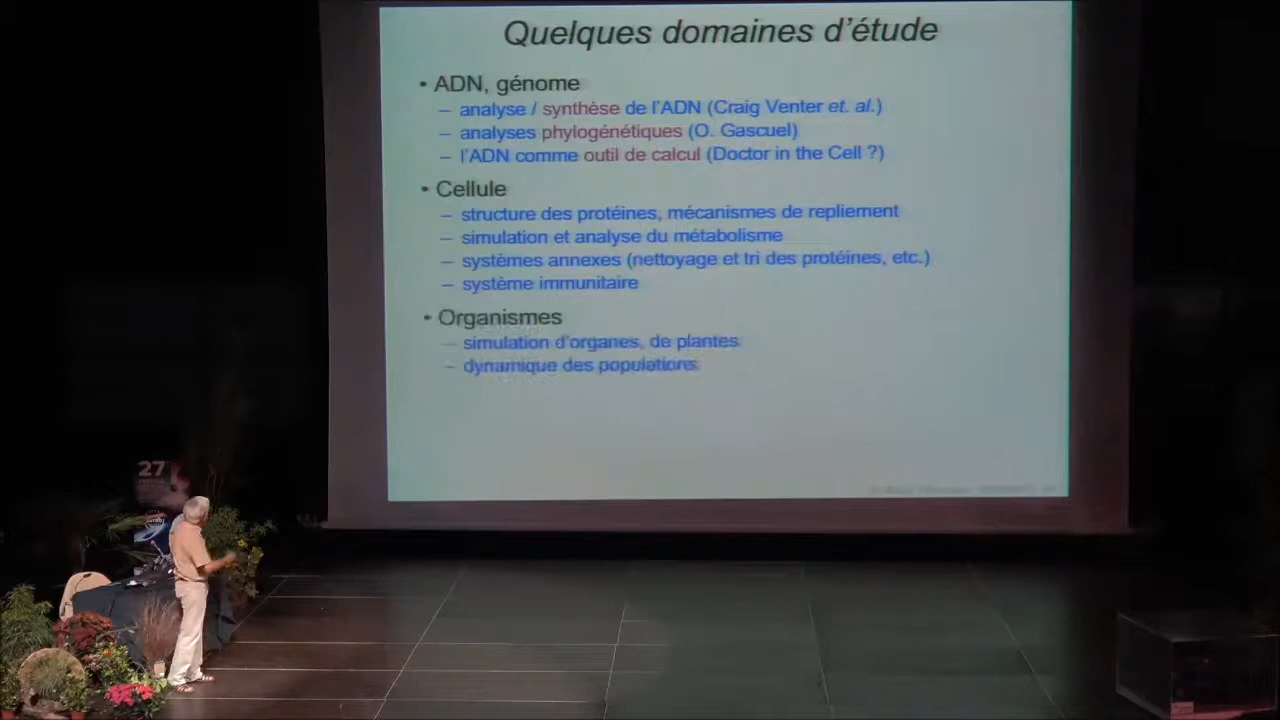 Quelques domaines d'étude
• ADN, génome
– analyse / synthèse de l'ADN (Craig Venter et. al.)
– analyses phylogénétiques (O. Gascuel)
– l'ADN comme outil de calcul (Doctor in the Cell ?)
• Cellule
– structure des protéines, mécanismes de repliement
– simulation et analyse du métabolisme
– systèmes annexes (nettoyage et tri des protéines, etc.)
– système immunitaire
• Organismes
– simulation d'organes, de plantes
– dynamique des populations
27